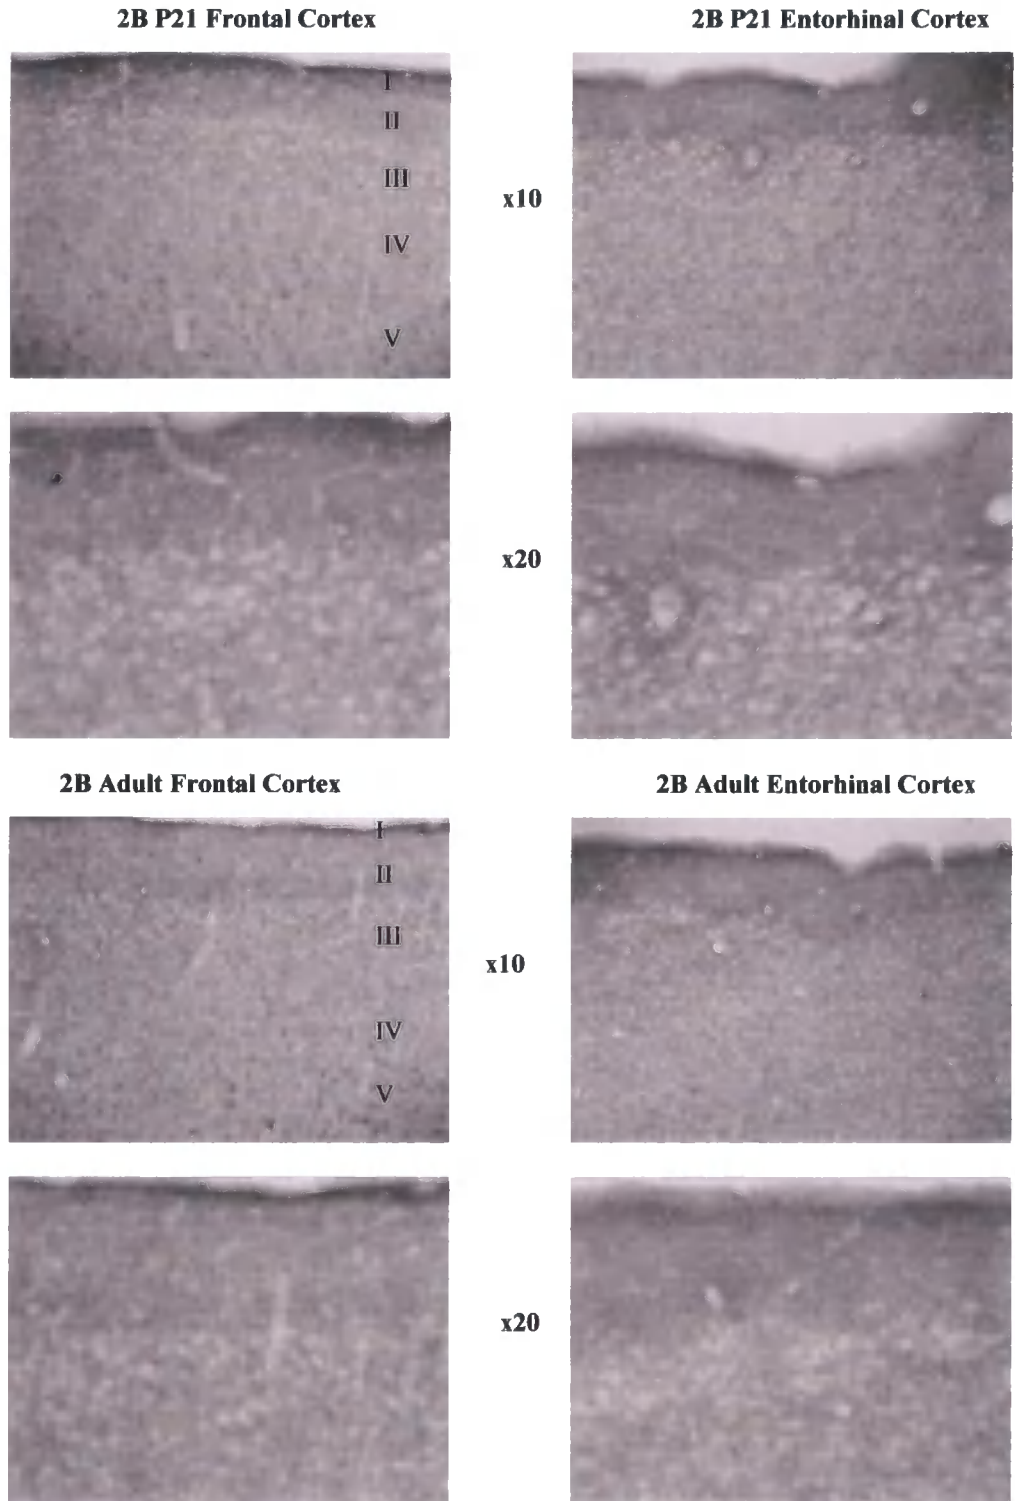 2B P21 Frontal Cortex
2B P21 Entorhinal Cortex
I
II
III
IV
V
x10
x20
2B Adult Frontal Cortex
2B Adult Entorhinal Cortex
I
II
III
IV
V
x10
x20